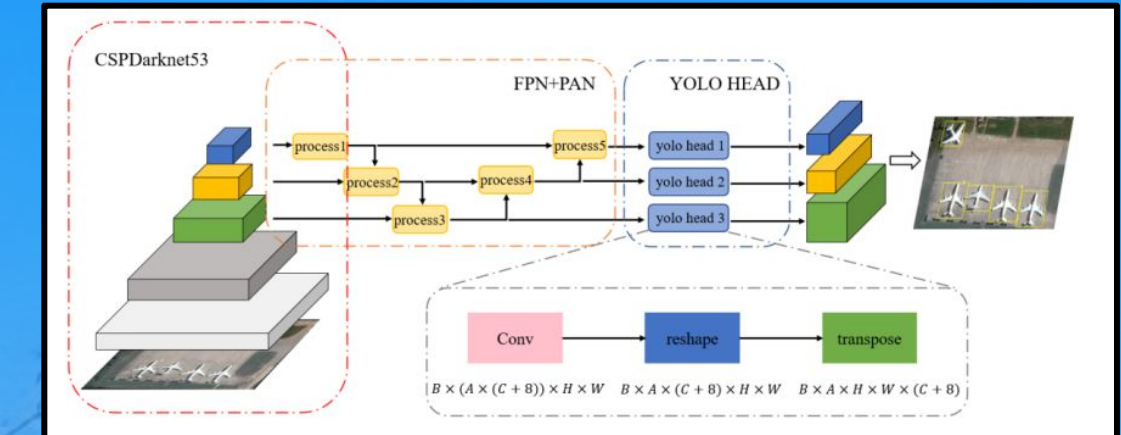 CSPDarknet53
FPN+PAN
YOLO HEAD
process1
process5
yolo head 1
process2
process4
yolo head 2
process3
yolo head 3
Conv
reshape
transpose
B × (A × (C + 8)) × H × W
B × A × (C + 8) × H × W
B × A × H × W × (C + 8)